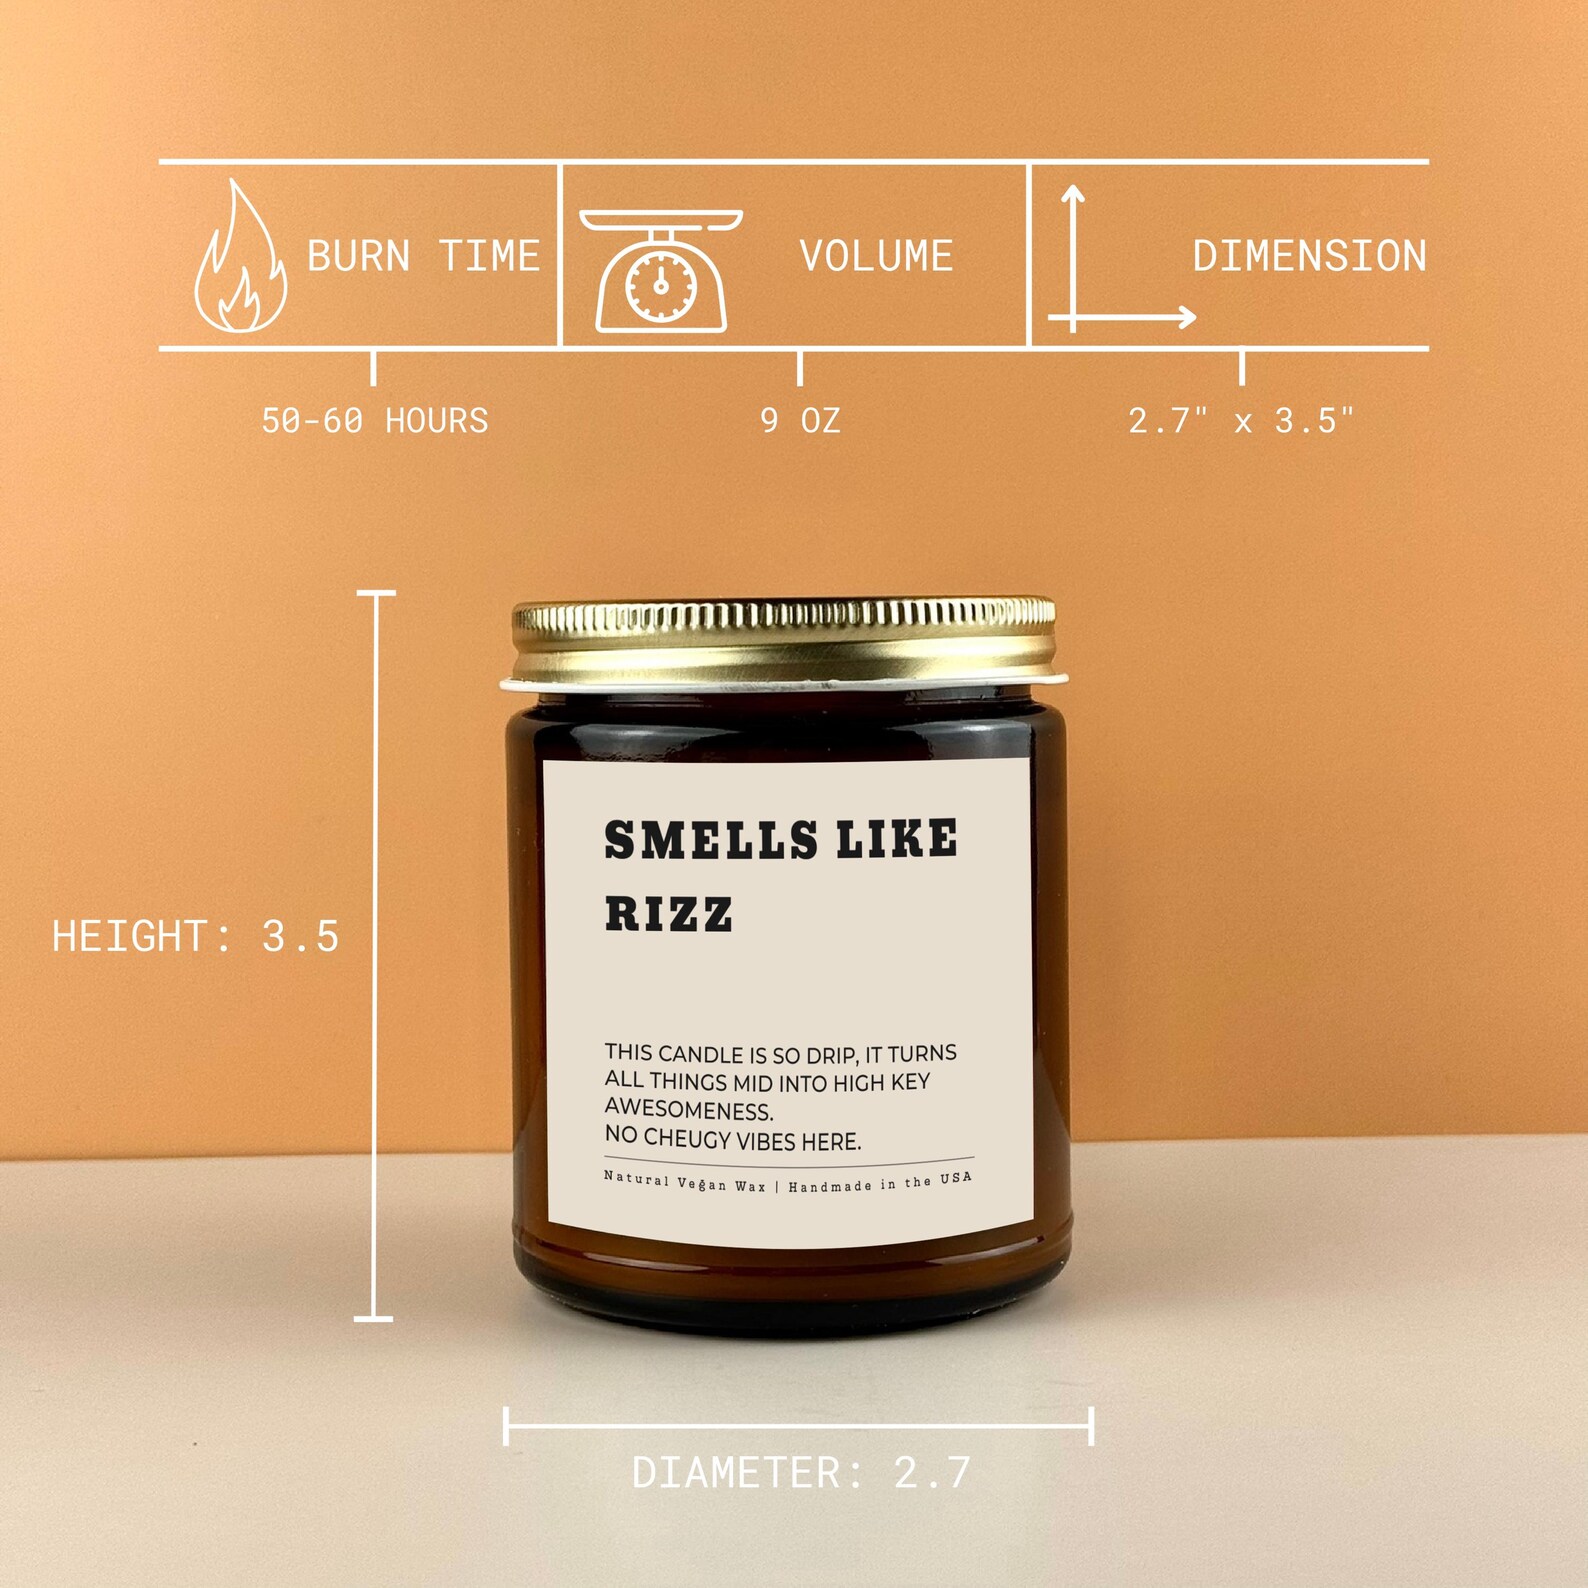 BURN TIME
VOLUME
DIMENSION
50-60 HOURS
9 OZ
2.7" x 3.5"
HEIGHT: 3.5
SMELLS LIKE
RIZZ
THIS CANDLE IS SO DRIP, IT TURNS
ALL THINGS MID INTO HIGH KEY
AWESOMENESS.
NO CHEUGY VIBES HERE.
Natural Vegan Wax | Handmade in the USA
DIAMETER: 2.7